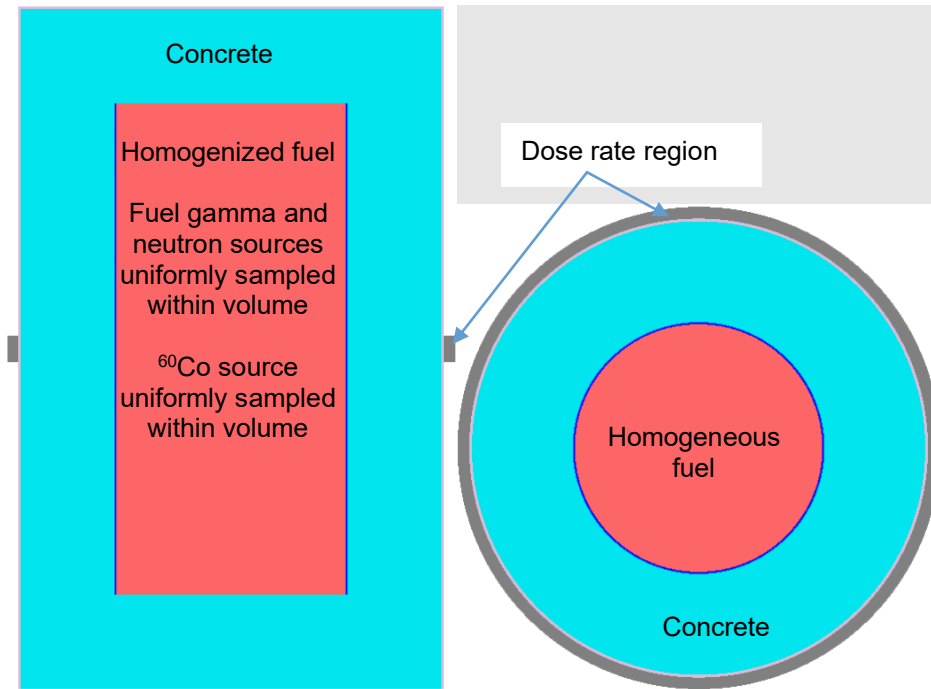 Concrete
Homogenized fuel
Fuel gamma and
neutron sources
uniformly sampled
within volume
⁶⁰Co source
uniformly sampled
within volume
Dose rate region
Homogeneous
fuel
Concrete